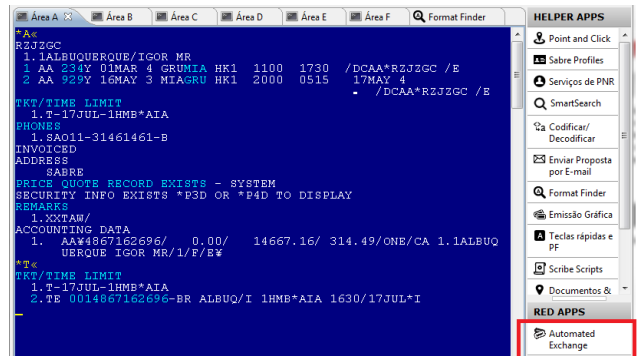 Área A Área B Área C Área D Área E Área F Format Finder
*A«
RZJZGC
1.1ALBUQUERQUE/IGOR MR
1 AA 234Y 01MAR 4 GRUMIA HK1 1100 1730 /DCAA*RZJZGC /E
2 AA 929Y 16MAY 3 MIAGRU HK1 2000 0515 17MAY 4
/DCAA*RZJZGC /E
TKT/TIME LIMIT
1.T-17JUL-1HMB*AIA
PHONES
1.SAO11-31461461-B
INVOICED
ADDRESS
SABRE
PRICE QUOTE RECORD EXISTS - SYSTEM
SECURITY INFO EXISTS *P3D OR *P4D TO DISPLAY
REMARKS
1.XXTAW/
ACCOUNTING DATA
1. AA¥4867162696/ 0.00/ 14667.16/ 314.49/ONE/CA 1.1ALBUQ
UERQUE IGOR MR/1/F/E¥
*T«
TKT/TIME LIMIT
1.T-17JUL-1HMB*AIA
2.TE 0014867162696-BR ALBUQ/I 1HMB*AIA 1630/17JUL*I
HELPER APPS
Point and Click
Sabre Profiles
Serviços de PNR
SmartSearch
Codificar/
Decodificar
Enviar Proposta
por E-mail
Format Finder
Emissão Gráfica
Teclas rápidas e
PF
Scribe Scripts
Documentos &
RED APPS
Automated
Exchange